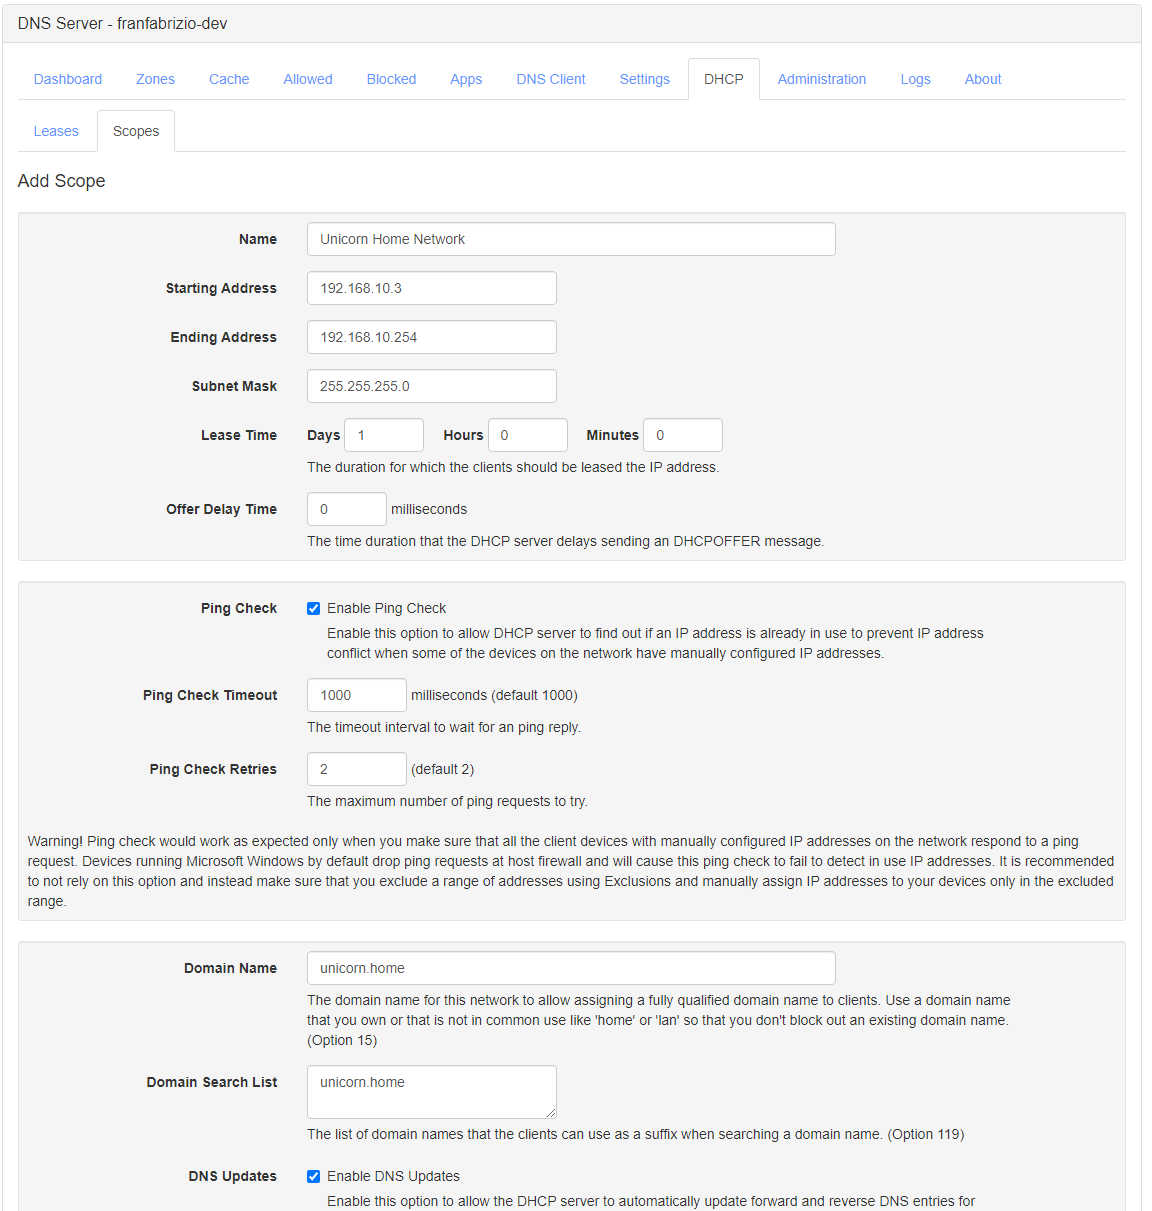 DNS Server - franfabrizio-dev
Dashboard Zones Cache Allowed Blocked Apps DNS Client Settings DHCP Administration Logs About
Leases Scopes
Add Scope
Name Unicorn Home Network
Starting Address 192.168.10.3
Ending Address 192.168.10.254
Subnet Mask 255.255.255.0
Lease Time Days 1 Hours 0 Minutes 0
The duration for which the clients should be leased the IP address.
Offer Delay Time 0 milliseconds
The time duration that the DHCP server delays sending an DHCPOFFER message.
Ping Check Enable Ping Check
Enable this option to allow DHCP server to find out if an IP address is already in use to prevent IP address
conflict when some of the devices on the network have manually configured IP addresses.
Ping Check Timeout 1000 milliseconds (default 1000)
The timeout interval to wait for an ping reply.
Ping Check Retries 2 (default 2)
The maximum number of ping requests to try.
Warning! Ping check would work as expected only when you make sure that all the client devices with manually configured IP addresses on the network respond to a ping
request. Devices running Microsoft Windows by default drop ping requests at host firewall and will cause this ping check to fail to detect in use IP addresses. It is recommended
to not rely on this option and instead make sure that you exclude a range of addresses using Exclusions and manually assign IP addresses to your devices only in the excluded
range.
Domain Name unicorn.home
The domain name for this network to allow assigning a fully qualified domain name to clients. Use a domain name
that you own or that is not in common use like 'home' or 'lan' so that you don't block out an existing domain name.
(Option 15)
Domain Search List unicorn.home
The list of domain names that the clients can use as a suffix when searching a domain name. (Option 119)
DNS Updates Enable DNS Updates
Enable this option to allow the DHCP server to automatically update forward and reverse DNS entries for